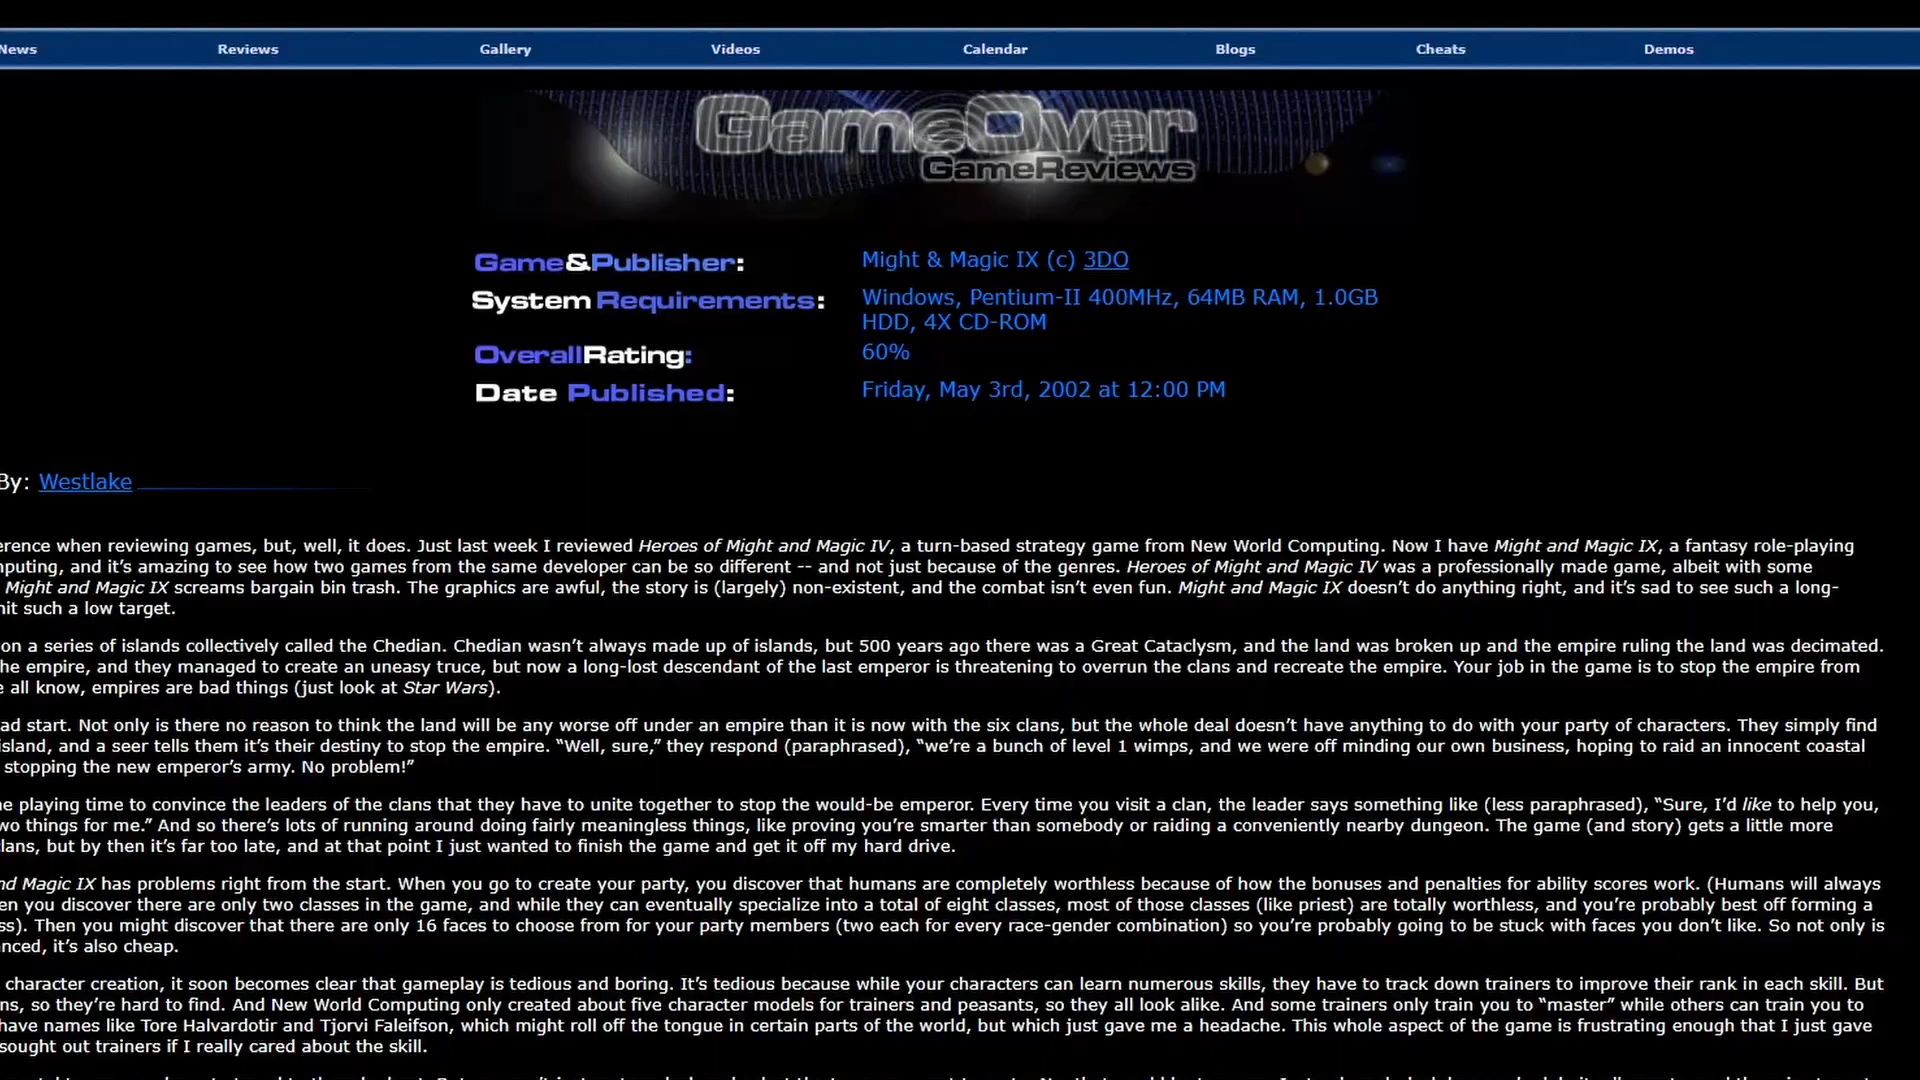 News Reviews Gallery Videos Calendar Blogs Cheats Demos
GameOver
GameReviews
Game&Publisher: Might & Magic IX (c) 3DO
System Requirements: Windows, Pentium-II 400MHz, 64MB RAM, 1.0GB
HDD, 4X CD-ROM
OverallRating: 60%
Date Published: Friday, May 3rd, 2002 at 12:00 PM
By: Westlake
when reviewing games, but, well, it does. Just last week I reviewed Heroes of Might and Magic IV, a turn-based strategy game from New World Computing. Now I have Might and Magic IX, a fantasy role-playing
and it's amazing to see how two games from the same developer can be so different -- and not just because of the genres. Heroes of Might and Magic IV was a professionally made game, albeit with some
Might and Magic IX screams bargain bin trash. The graphics are awful, the story is (largely) non-existent, and the combat isn't even fun. Might and Magic IX doesn't do anything right, and it's sad to see such a long-
such a low target.
on a series of islands collectively called the Chedian. Chedian wasn't always made up of islands, but 500 years ago there was a Great Cataclysm, and the land was broken up and the empire ruling the land was decimated.
the empire, and they managed to create an uneasy truce, but now a long-lost descendant of the last emperor is threatening to overrun the clans and recreate the empire. Your job in the game is to stop the empire from
all know, empires are bad things (just look at Star Wars).
start. Not only is there no reason to think the land will be any worse off under an empire than it is now with the six clans, but the whole deal doesn't have anything to do with your party of characters. They simply find
island, and a seer tells them it's their destiny to stop the empire. “Well, sure,” they respond (paraphrased), “we're a bunch of level 1 wimps, and we were off minding our own business, hoping to raid an innocent coastal
stopping the new emperor's army. No problem!”
playing time to convince the leaders of the clans that they have to unite together to stop the would-be emperor. Every time you visit a clan, the leader says something like (less paraphrased), “Sure, I'd like to help you,
two things for me.” And so there's lots of running around doing fairly meaningless things, like proving you're smarter than somebody or raiding a conveniently nearby dungeon. The game (and story) gets a little more
clans, but by then it's far too late, and at that point I just wanted to finish the game and get it off my hard drive.
Magic IX has problems right from the start. When you go to create your party, you discover that humans are completely worthless because of how the bonuses and penalties for ability scores work. (Humans will always
you discover there are only two classes in the game, and while they can eventually specialize into a total of eight classes, most of those classes (like priest) are totally worthless, and you're probably best off forming a
Then you might discover that there are only 16 faces to choose from for your party members (two each for every race-gender combination) so you're probably going to be stuck with faces you don't like. So not only is
it's also cheap.
character creation, it soon becomes clear that gameplay is tedious and boring. It's tedious because while your characters can learn numerous skills, they have to track down trainers to improve their rank in each skill. But
so they're hard to find. And New World Computing only created about five character models for trainers and peasants, so they all look alike. And some trainers only train you to “master” while others can train you to
have names like Tore Halvardotir and Tjorvi Faleifson, which might roll off the tongue in certain parts of the world, but which just gave me a headache. This whole aspect of the game is frustrating enough that I just gave
sought out trainers if I really cared about the skill.